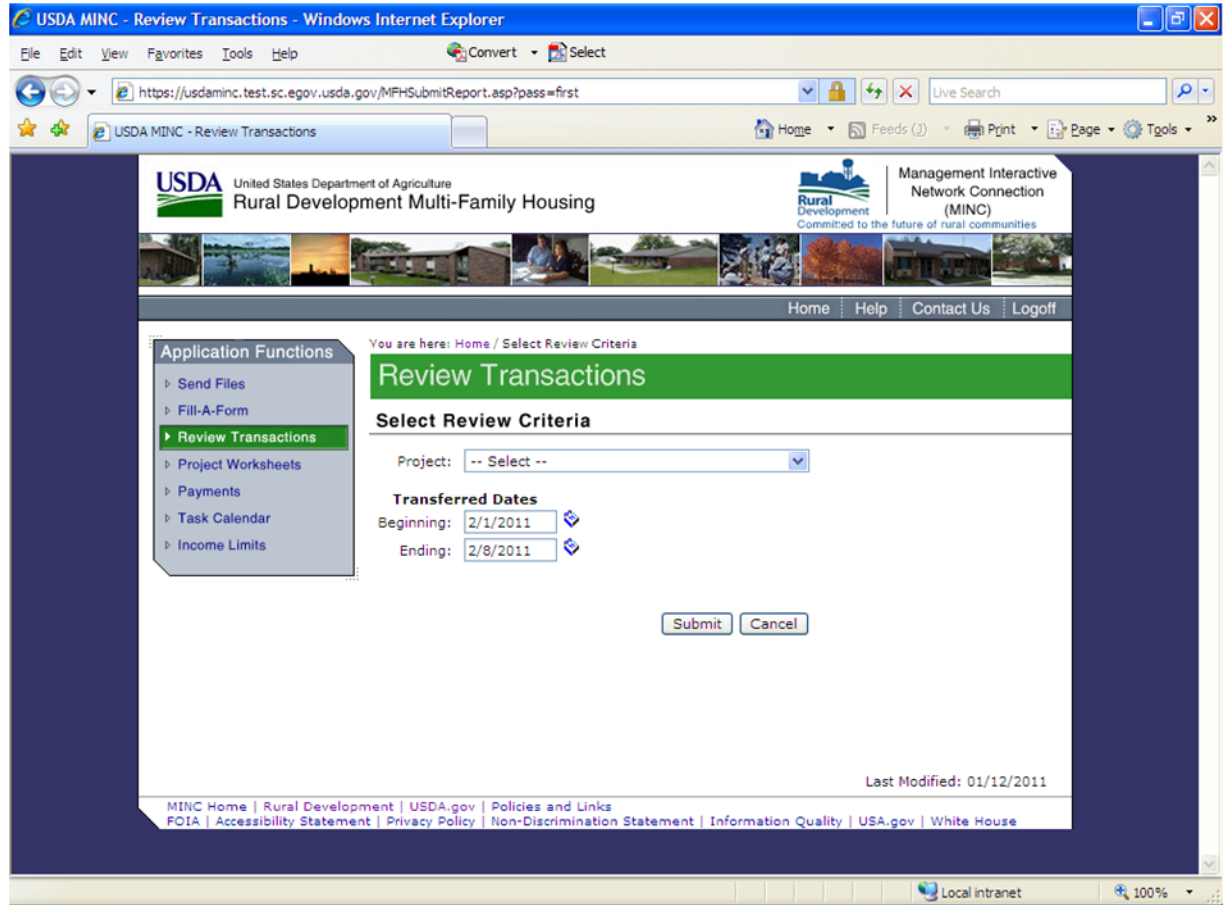 USDA MINC - Review Transactions - Windows Internet Explorer
File Edit View Favorites Tools Help Convert Select
https://usdaminc.test.sc.egov.usda.gov/MFHSubmitReport.asp?pass=first Live Search
USDA MINC - Review Transactions Home Feeds (J) Print Page Tools »
USDA United States Department of Agriculture
Rural Development Multi-Family Housing
Rural
Development
Committed to the future of rural communities
Management Interactive
Network Connection
(MINC)
Home Help Contact Us Logoff
Application Functions
Send Files
Fill-A-Form
Review Transactions
Project Worksheets
Payments
Task Calendar
Income Limits
You are here: Home / Select Review Criteria
Review Transactions
Select Review Criteria
Project: -- Select --
Transferred Dates
Beginning: 2/1/2011
Ending: 2/8/2011
Submit Cancel
Last Modified: 01/12/2011
MINC Home | Rural Development | USDA.gov | Policies and Links
FOIA | Accessibility Statement | Privacy Policy | Non-Discrimination Statement | Information Quality | USA.gov | White House
Local intranet 100%